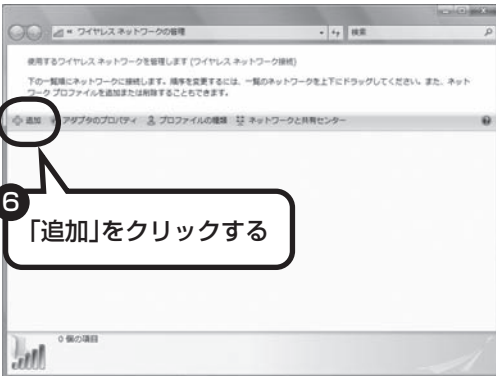 ワイヤレス ネットワークの管理
検索
使用するワイヤレス ネットワークを管理します (ワイヤレス ネットワーク接続)
下の一覧順にネットワークに接続します。順序を変更するには、一覧のネットワークを上下にドラッグしてください。また、ネット
ワーク プロファイルを追加または削除することもできます。
追加 アダプタのプロパティ プロファイルの種類 ネットワークと共有センター
6
「追加」をクリックする
0 個の項目